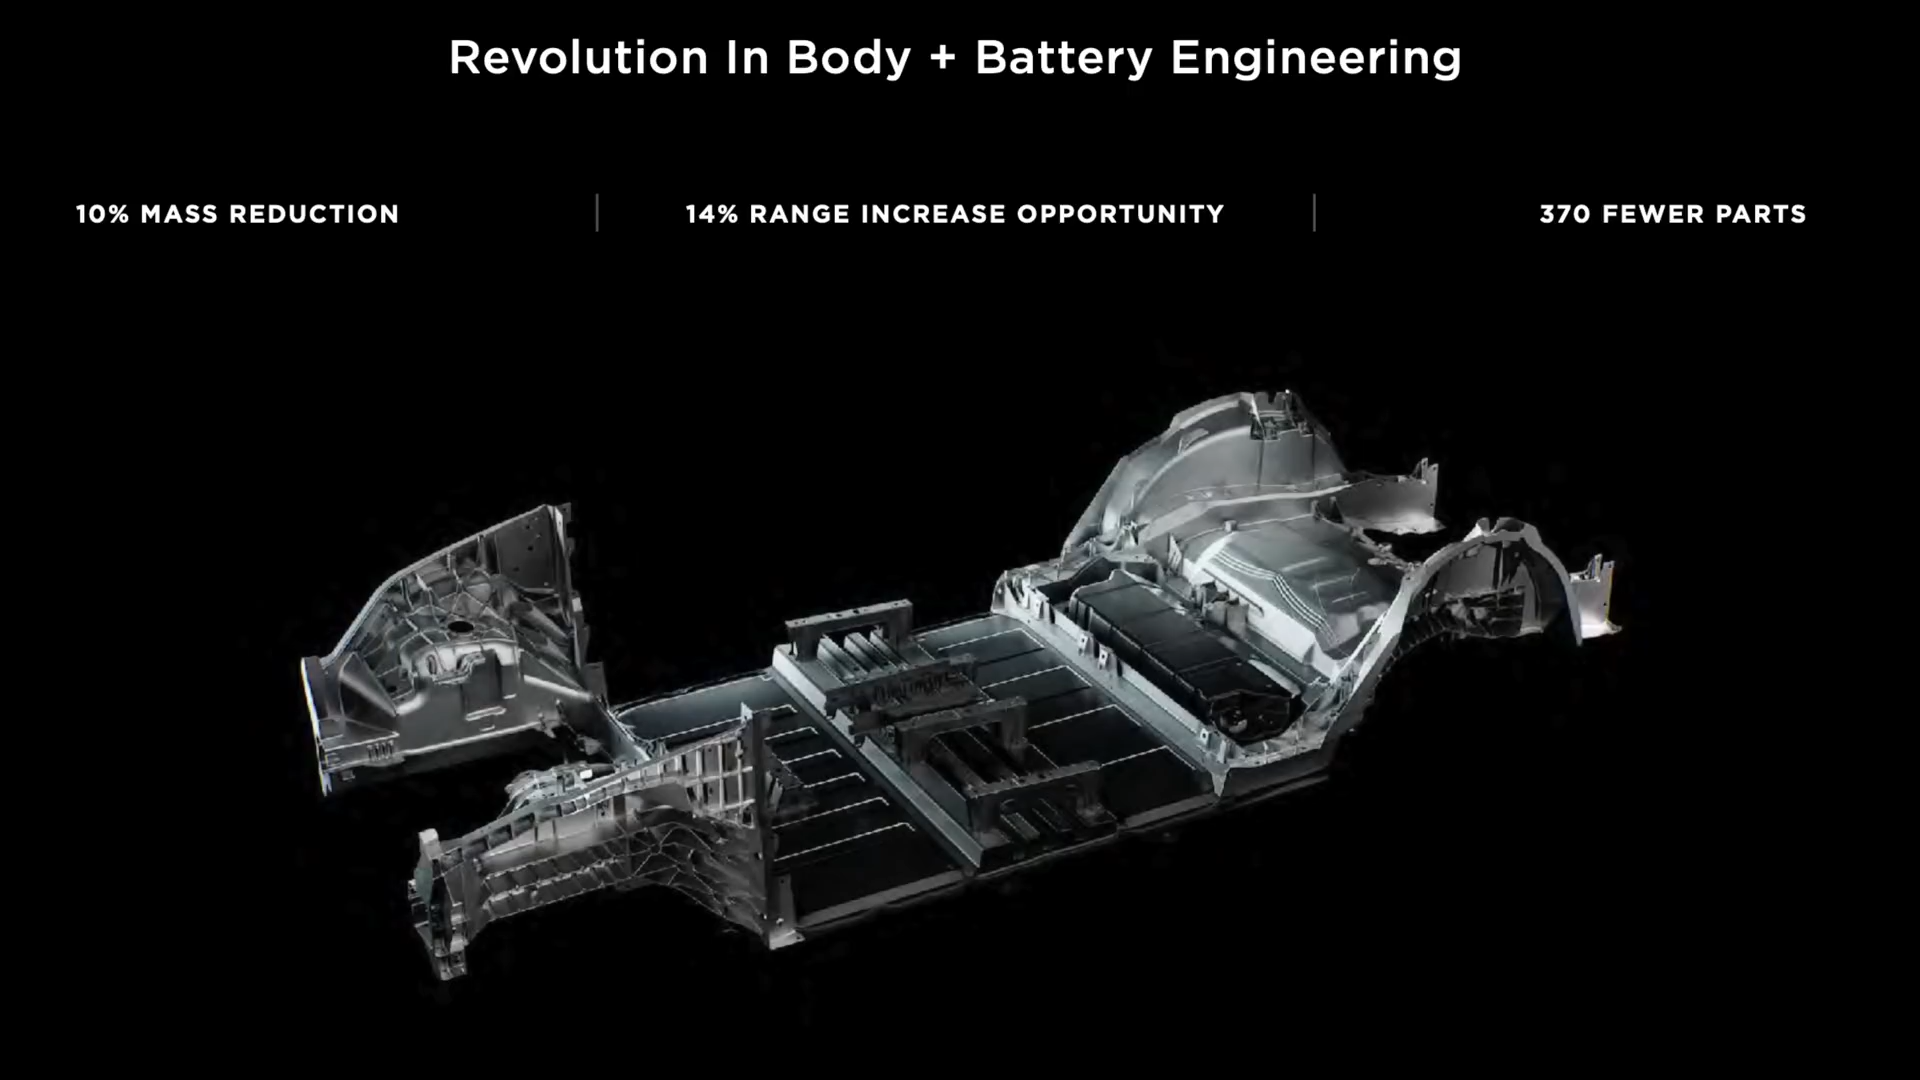 Revolution In Body + Battery Engineering
10% MASS REDUCTION
14% RANGE INCREASE OPPORTUNITY
370 FEWER PARTS